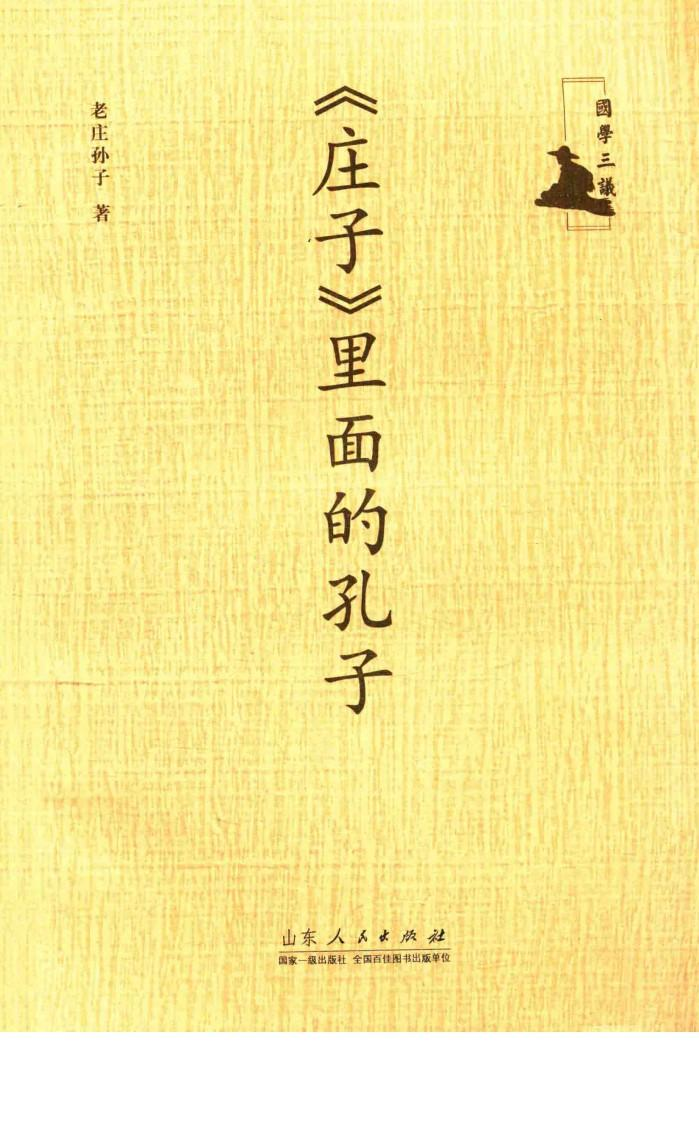 國學三議
《庄子》里面的孔子
老庄孙子 著
山东人民出版社
国家一级出版社 全国百佳图书出版单位